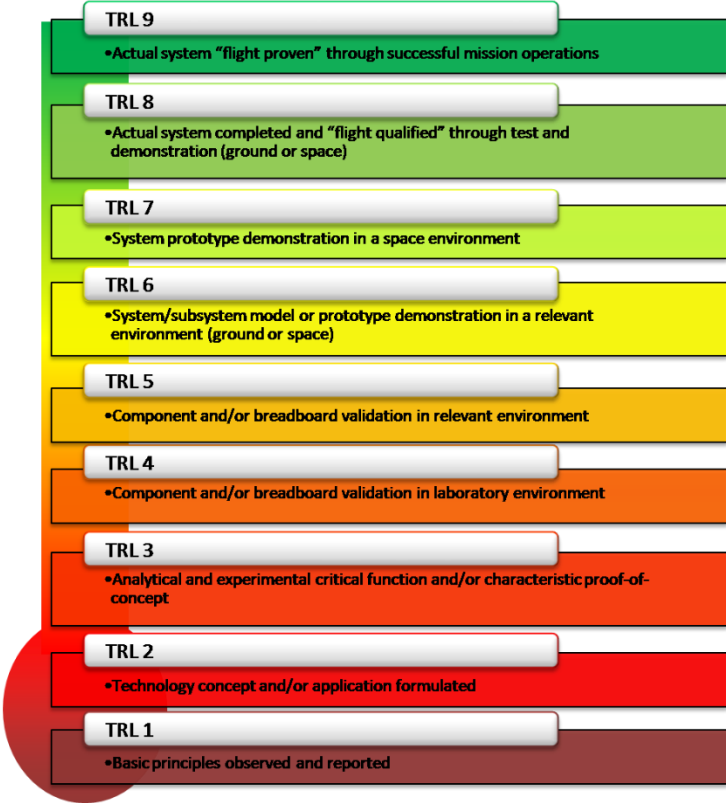 TRL 9
•Actual system “flight proven” through successful mission operations
TRL 8
•Actual system completed and “flight qualified” through test and
demonstration (ground or space)
TRL 7
•System prototype demonstration in a space environment
TRL 6
•System/subsystem model or prototype demonstration in a relevant
environment (ground or space)
TRL 5
•Component and/or breadboard validation in relevant environment
TRL 4
•Component and/or breadboard validation in laboratory environment
TRL 3
•Analytical and experimental critical function and/or characteristic proof-of-
concept
TRL 2
•Technology concept and/or application formulated
TRL 1
•Basic principles observed and reported